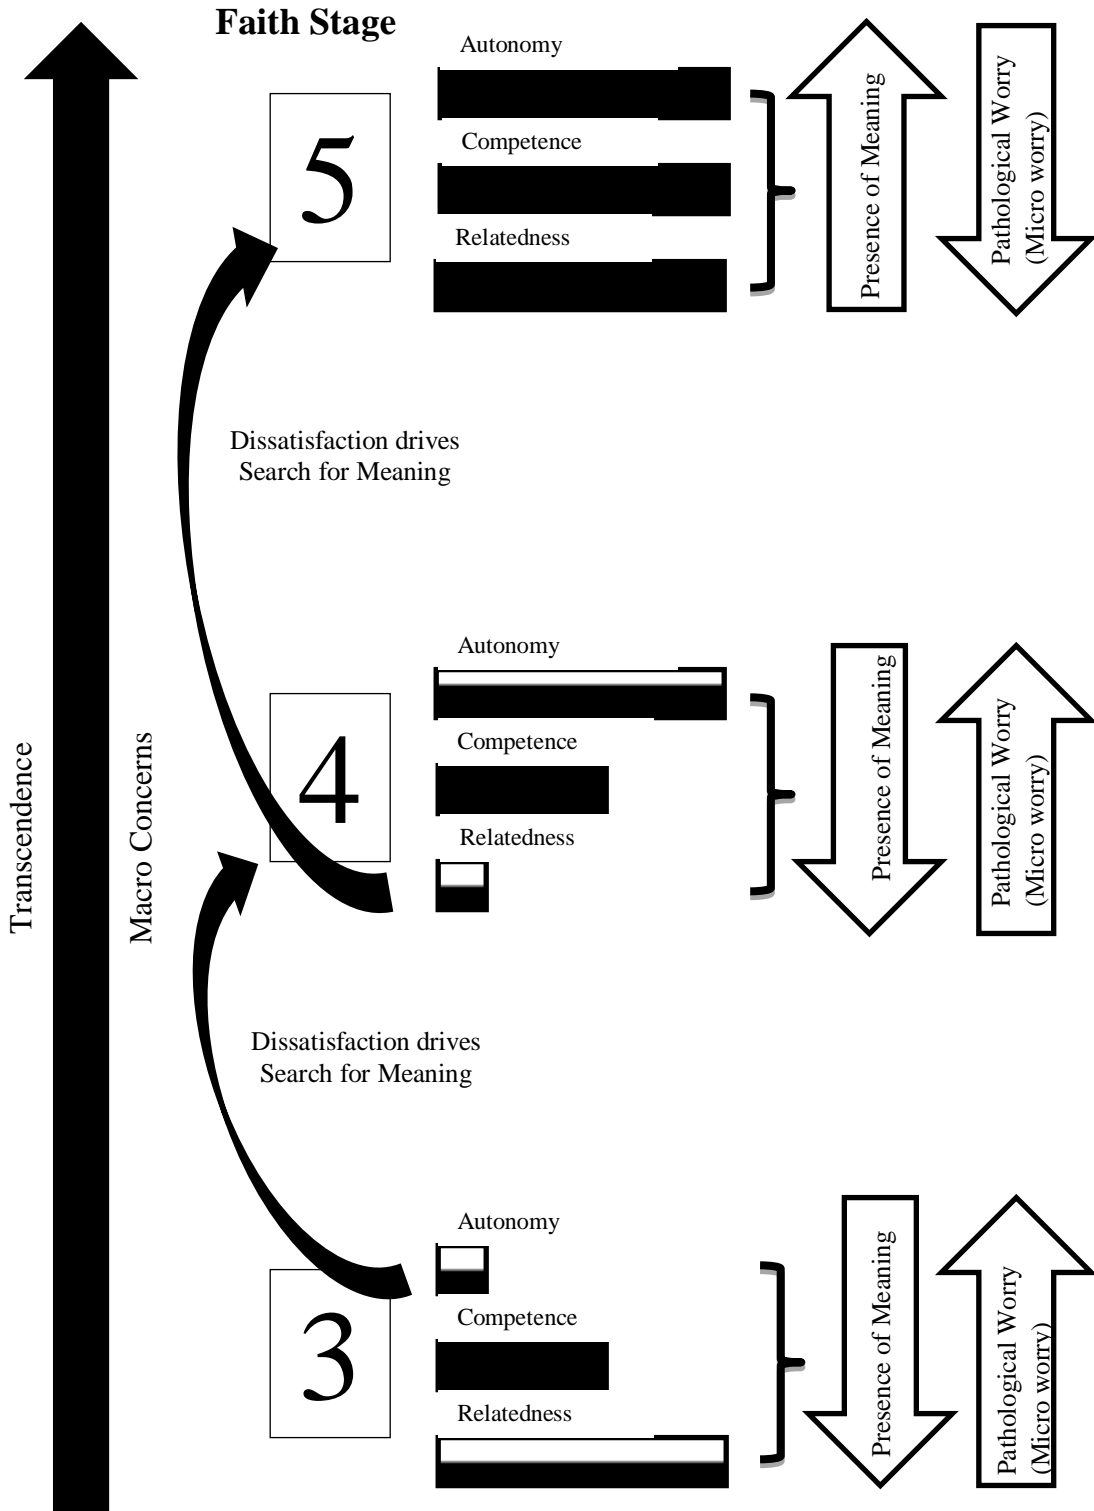 Faith Stage
5
Autonomy
Competence
Relatedness
Presence of Meaning
Pathological Worry
(Micro worry)
Dissatisfaction drives
Search for Meaning
4
Autonomy
Competence
Relatedness
Presence of Meaning
Pathological Worry
(Micro worry)
Transcendence
Macro Concerns
Dissatisfaction drives
Search for Meaning
3
Autonomy
Competence
Relatedness
Presence of Meaning
Pathological Worry
(Micro worry)